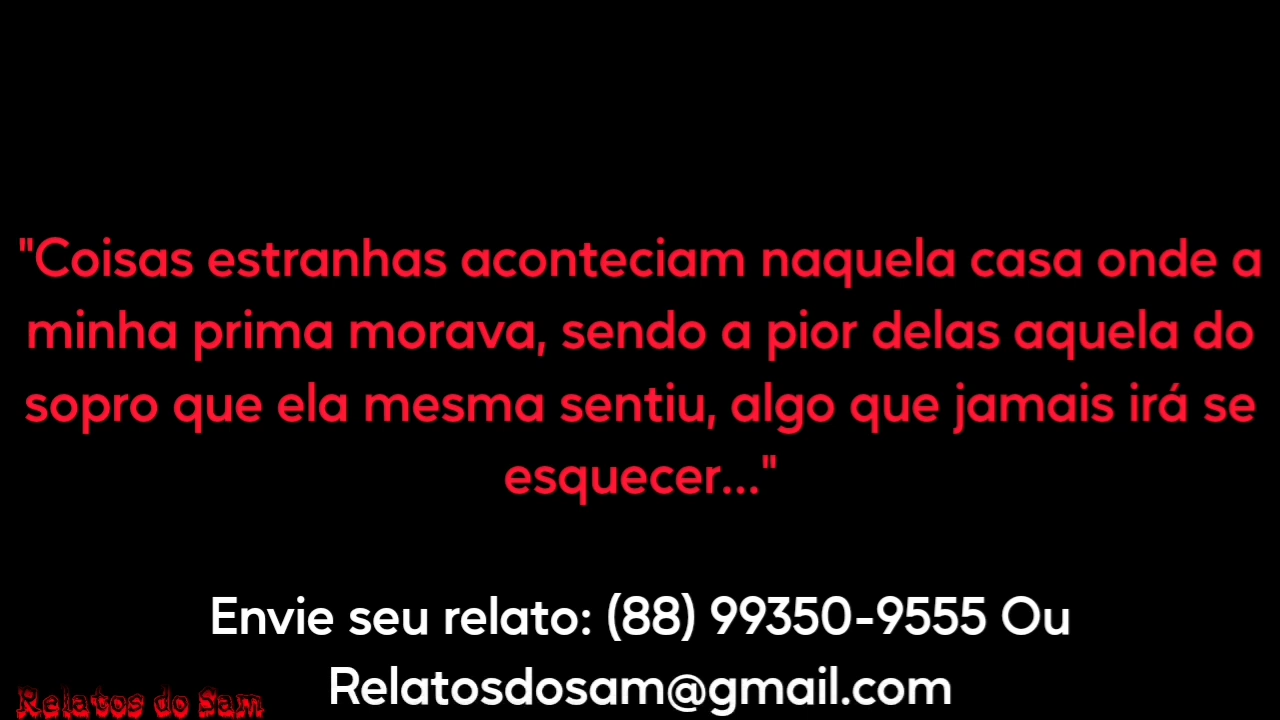 "Coisas estranhas aconteciam naquela casa onde a
minha prima morava, sendo a pior delas aquela do
sopro que ela mesma sentiu, algo que jamais irá se
esquecer..."
Envie seu relato: (88) 99350-9555 Ou
Relatosdosam@gmail.com
Relatos do Sam